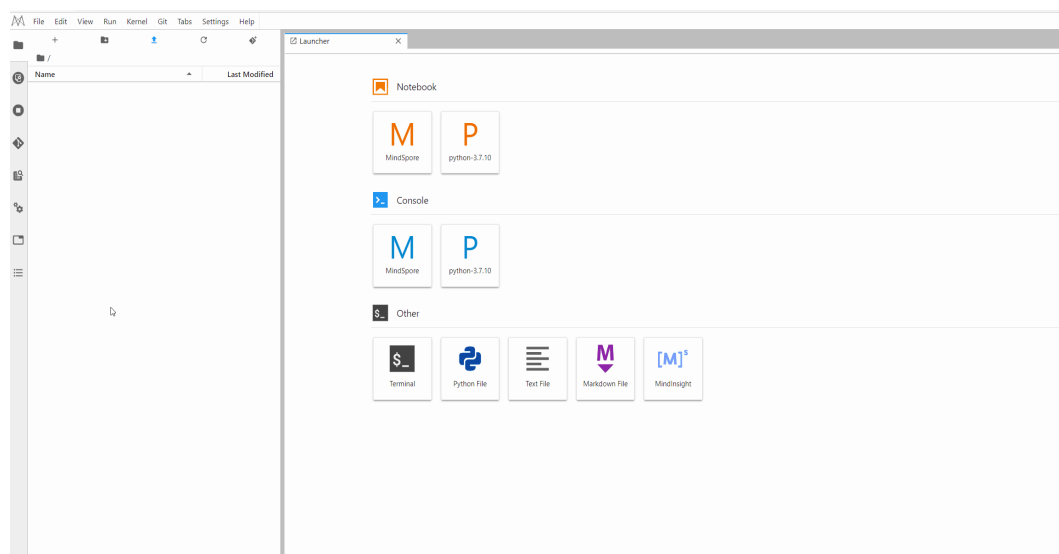 File Edit View Run Kernel Git Tabs Settings Help
/
Name Last Modified
Launcher
Notebook
M P
MindSpore python-3.7.10
>_ Console
M P
MindSpore python-3.7.10
$_ Other
$_ M [M]s
Terminal Python File Text File Markdown File MindInsight